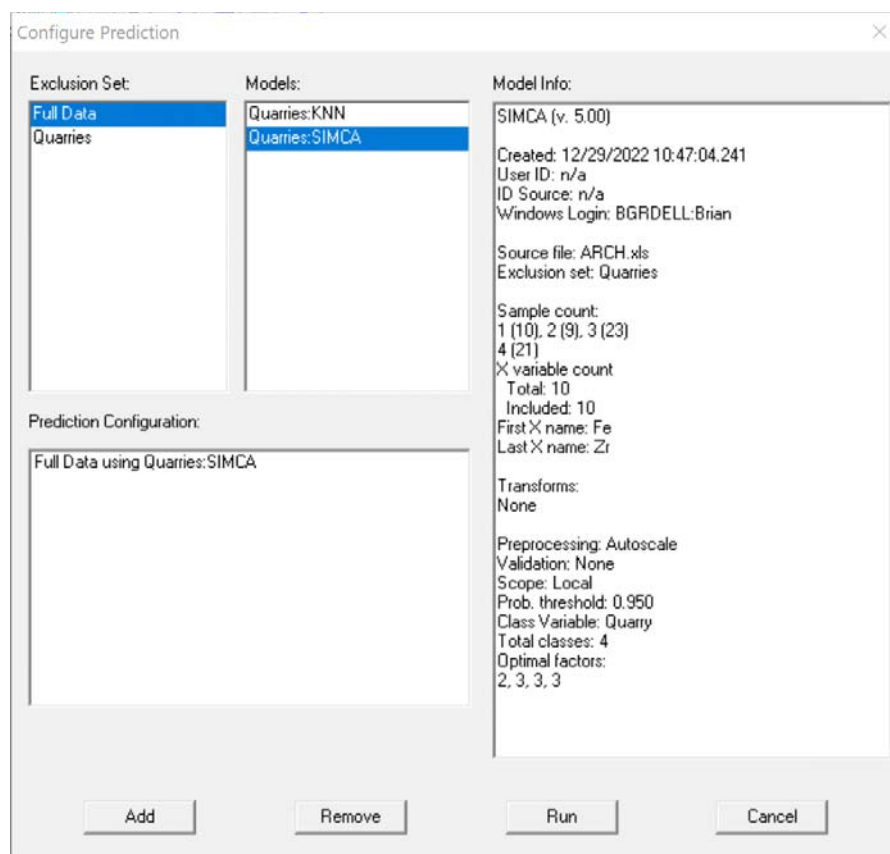 Configure Prediction
Exclusion Set:
Full Data
Quarries
Models:
Quarries:KNN
Quarries:SIMCA
Model Info:
SIMCA (v. 5.00)
Created: 12/29/2022 10:47:04.241
User ID: n/a
ID Source: n/a
Windows Login: BGRDELL:Brian
Source file: ARCH.xls
Exclusion set: Quarries
Sample count:
1 (10), 2 (9), 3 (23)
4 (21)
X variable count
Total: 10
Included: 10
First X name: Fe
Last X name: Zr
Transforms:
None
Preprocessing: Autoscale
Validation: None
Scope: Local
Prob. threshold: 0.950
Class Variable: Quarry
Total classes: 4
Optimal factors:
2, 3, 3, 3
Prediction Configuration:
Full Data using Quarries:SIMCA
Add
Remove
Run
Cancel